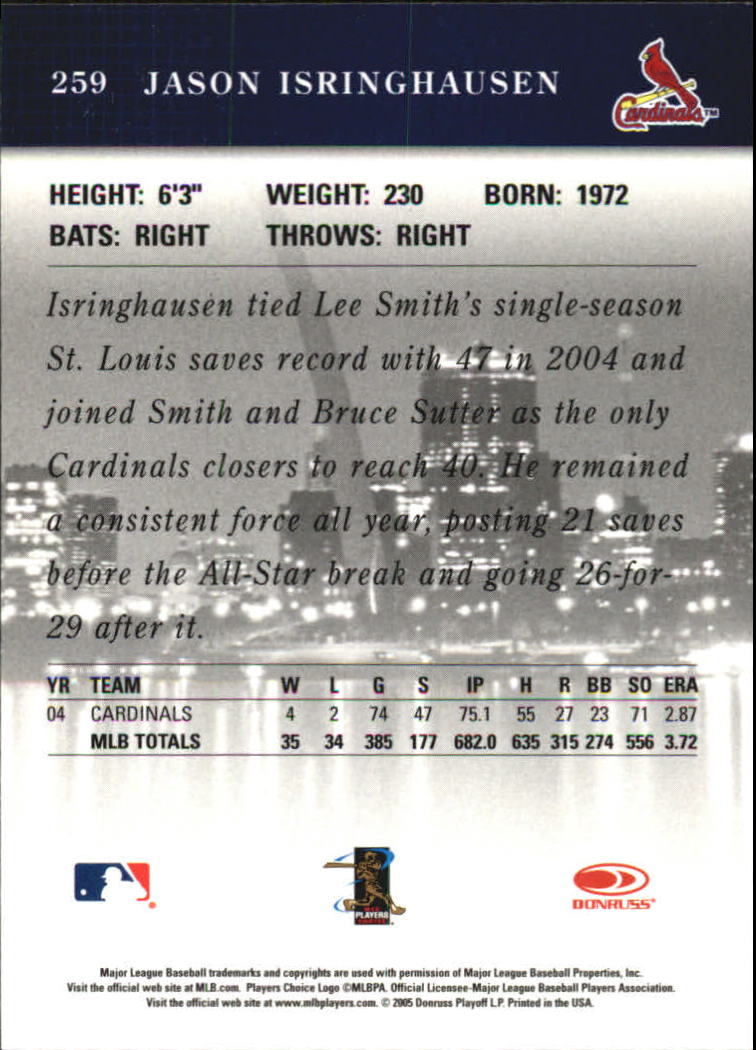 259 JASON ISRINGHAUSEN
Cardinals TM
HEIGHT: 6'3" WEIGHT: 230 BORN: 1972
BATS: RIGHT THROWS: RIGHT
Isringhausen tied Lee Smith's single-season
St. Louis saves record with 47 in 2004 and
joined Smith and Bruce Sutter as the only
Cardinals closers to reach 40. He remained
a consistent force all year, posting 21 saves
before the All-Star break and going 26-for-
29 after it.
YR TEAM W L G S IP H R BB SO ERA
04 CARDINALS 4 2 74 47 75.1 55 27 23 71 2.87
MLB TOTALS 35 34 385 177 682.0 635 315 274 556 3.72
PLAYERS
DONRUSS
Major League Baseball trademarks and copyrights are used with permission of Major League Baseball Properties, Inc.
Visit the official web site at MLB.com. Players Choice Logo ©MLBPA. Official Licensee-Major League Baseball Players Association.
Visit the official web site at www.mlbplayers.com. © 2005 Donruss Playoff L.P. Printed in the USA.